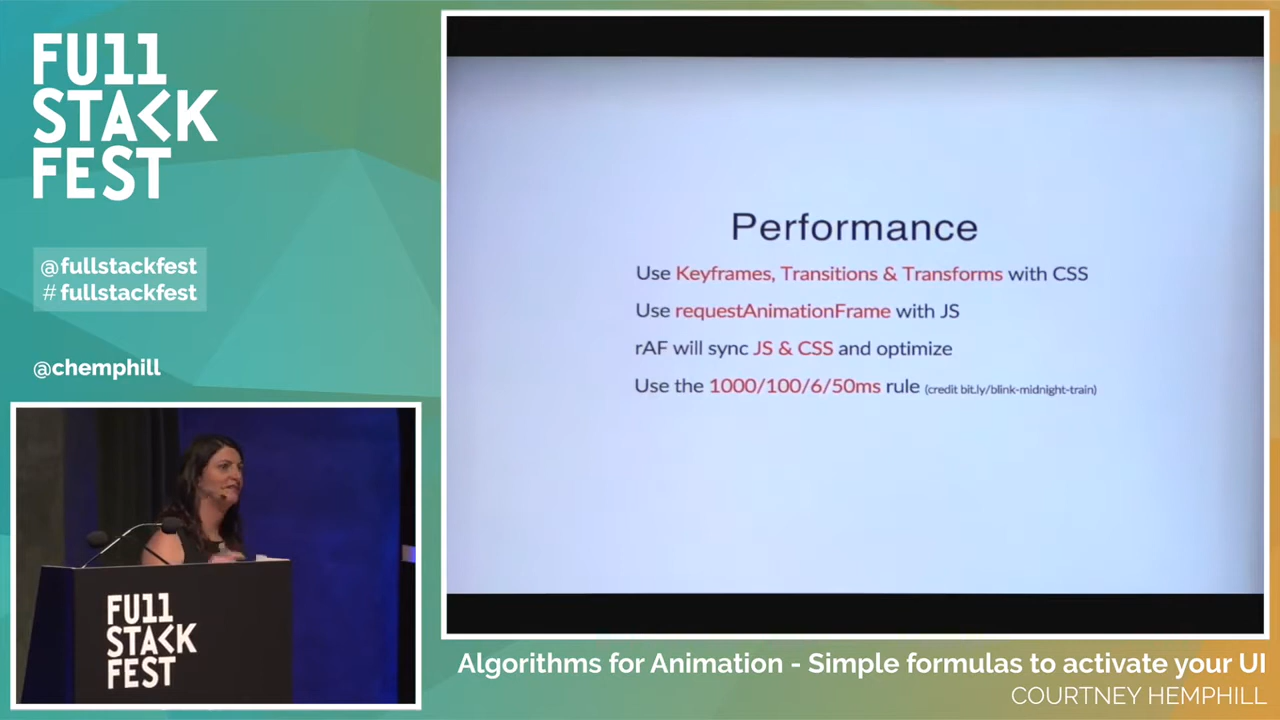 FU11
STACK
FEST
@fullstackfest
# fullstackfest
@chemphill
FU11
STACK
FEST
Performance
Use Keyframes, Transitions & Transforms with CSS
Use requestAnimationFrame with JS
rAF will sync JS & CSS and optimize
Use the 1000/100/6/50ms rule (credit bit.ly/blink-midnight-train)
Algorithms for Animation - Simple formulas to activate your UI
COURTNEY HEMPHILL